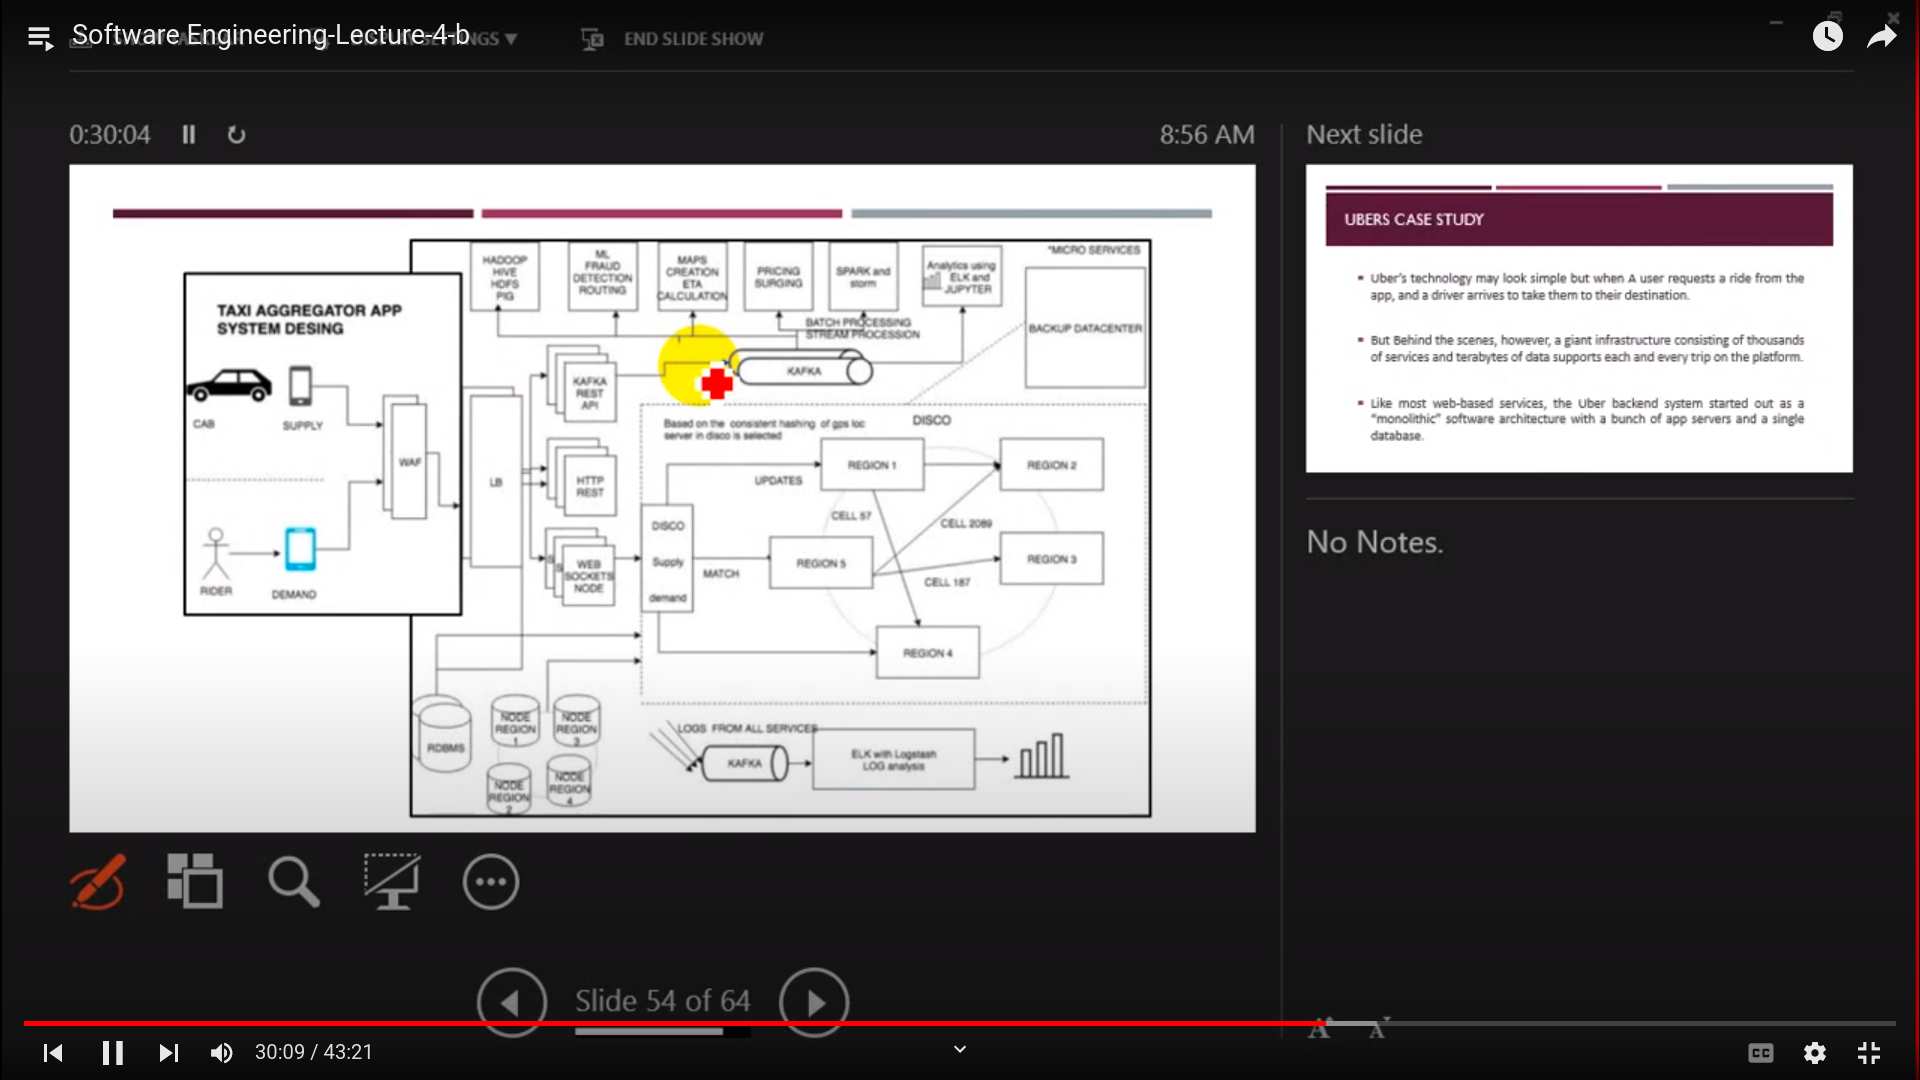 Software Engineering-Lecture-4-b
END SLIDE SHOW
0:30:04
8:56 AM
Next slide
TAXI AGGREGATOR APP
SYSTEM DESING
CAB
SUPPLY
RIDER
DEMAND
WAF
LB
HADOOP
HIVE
HDFS
PIG
ML
FRAUD
DETECTION
ROUTING
MAPS
CREATION
ETA
CALCULATION
PRICING
SURGING
SPARK and
storm
Analytics using
ELK and
JUPYTER
*MICRO SERVICES
BACKUP DATACENTER
BATCH PROCESSING
STREAM PROCESSION
KAFKA
KAFKA
REST
API
HTTP
REST
WEB
SOCKETS
NODE
Based on the consistent hashing of gps loc
server in disco is selected
DISCO
DISCO
Supply
demand
UPDATES
MATCH
REGION 1
REGION 2
REGION 3
REGION 4
REGION 5
CELL 57
CELL 2089
CELL 187
RDBMS
NODE
REGION
1
NODE
REGION
3
NODE
REGION
2
NODE
REGION
4
LOGS FROM ALL SERVICES
KAFKA
ELK with Logstash
LOG analysis
UBERS CASE STUDY
▪ Uber's technology may look simple but when A user requests a ride from the
app, and a driver arrives to take them to their destination.
▪ But Behind the scenes, however, a giant infrastructure consisting of thousands
of services and terabytes of data supports each and every trip on the platform.
▪ Like most web-based services, the Uber backend system started out as a
“monolithic” software architecture with a bunch of app servers and a single
database.
No Notes.
Slide 54 of 64
30:09 / 43:21
CC